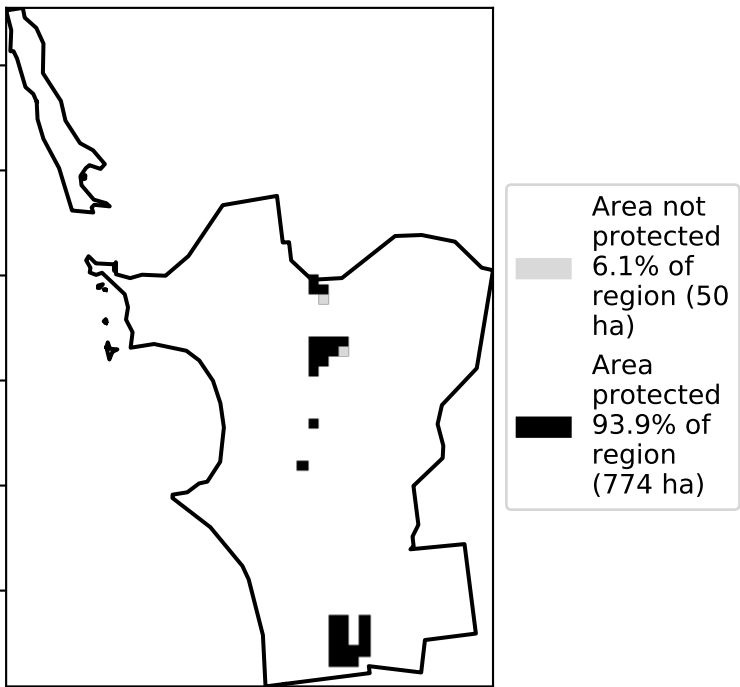 Area not
protected
6.1% of
region (50
ha)
Area
protected
93.9% of
region
(774 ha)